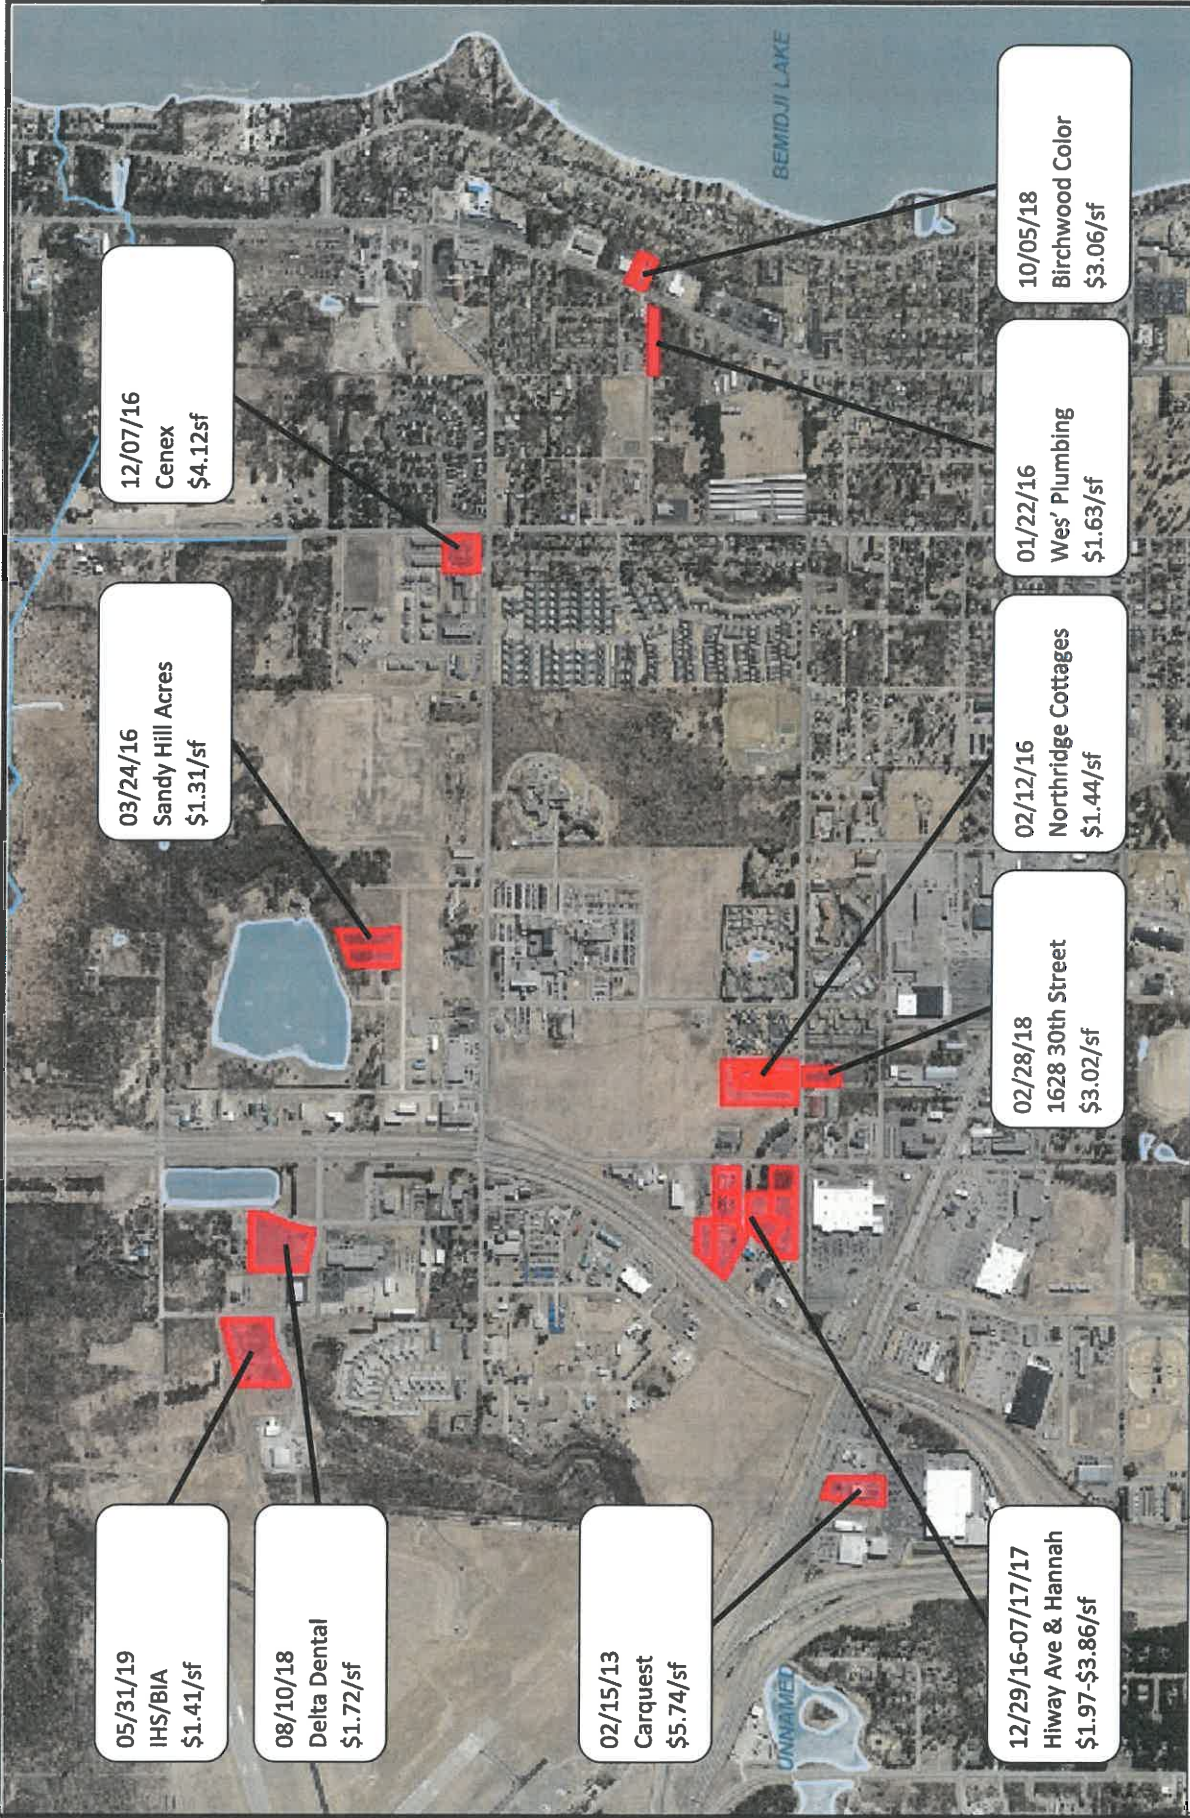 05/31/19
IHS/BIA
$1.41/sf
08/10/18
Delta Dental
$1.72/sf
02/15/13
Carquest
$5.74/sf
12/29/16-07/17/17
Hiway Ave & Hannah
$1.97-$3.86/sf
03/24/16
Sandy Hill Acres
$1.31/sf
12/07/16
Cenex
$4.12sf
02/28/18
1628 30th Street
$3.02/sf
02/12/16
Northridge Cottages
$1.44/sf
01/22/16
Wes' Plumbing
$1.63/sf
10/05/18
Birchwood Color
$3.06/sf
UNNAMED
BEMIDJI LAKE